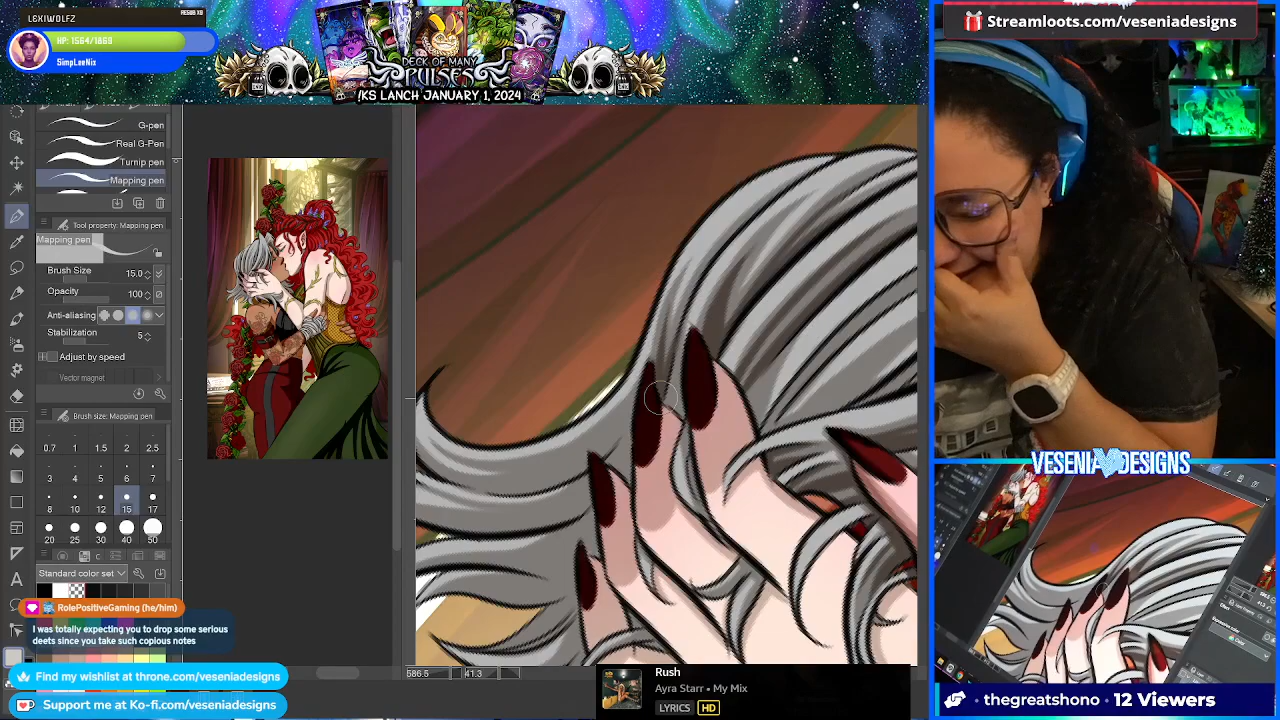 LEXIWOLFZ
HP: 1564/1869
SimpLeeNix
DECK OF MANY
PULSES
!KS LANCH JANUARY 1, 2024
Streamloots.com/veseniadesigns
G-pen
Real G-Pen
Turnip pen
Mapping pen
Tool property: Mapping pen
Mapping pen
Brush Size 15.0
Opacity 100
Anti-aliasing
Stabilization 5
Adjust by speed
Vector magnet
Brush size: Mapping pen
0.7 1 1.5 2 2.5
3 4 5 6 7
8 10 12 15 17
20 25 30 40 50
Standard color set
RolePositiveGaming (he/him)
I was totally expecting you to drop some serious
deets since you take such copious notes
Find my wishlist at throne.com/veseniadesigns
Support me at Ko-fi.com/veseniadesigns
586.5 41.3
Rush
Ayra Starr • My Mix
LYRICS HD
VESENIA DESIGNS
thegreatshono 12 Viewers